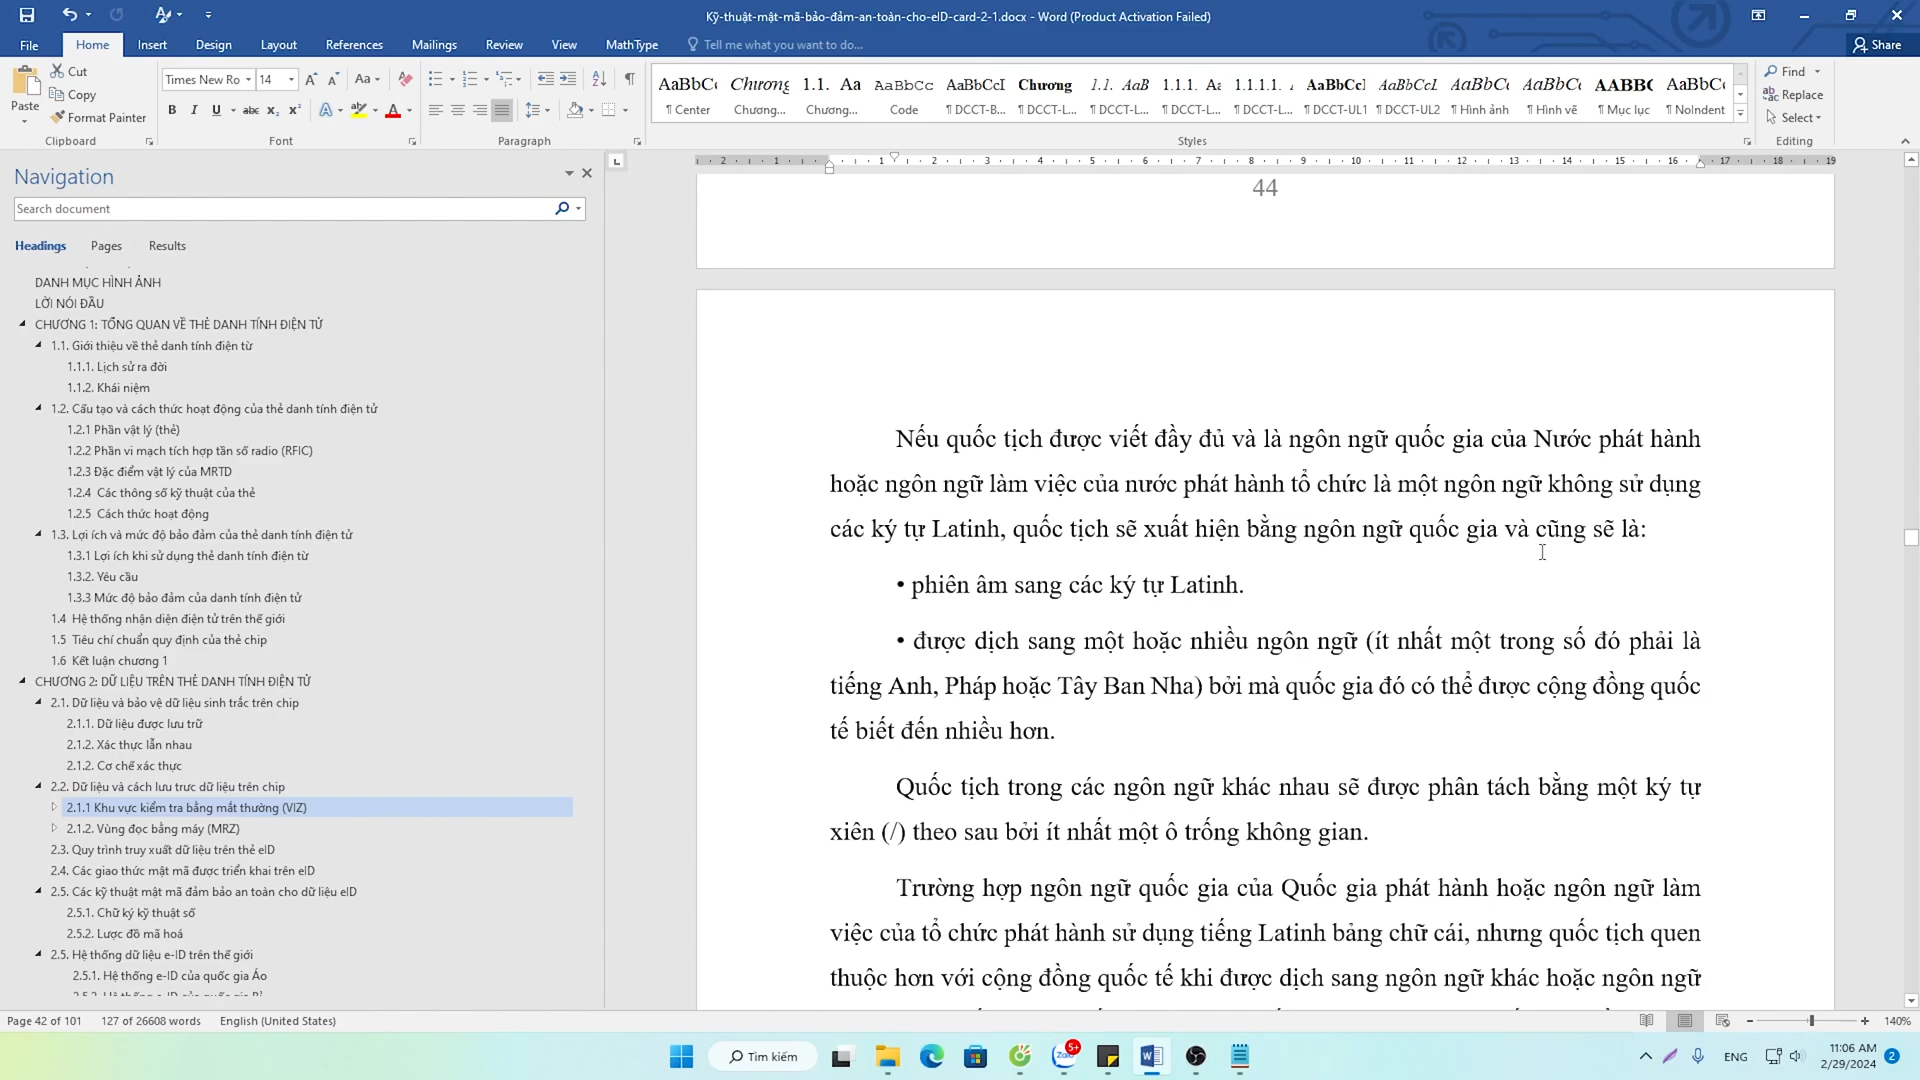 Kỹ-thuật-mật-mã-bảo-đảm-an-toàn-cho-eID-card-2-1.docx - Word (Product Activation Failed)
File Home Insert Design Layout References Mailings Review View MathType Tell me what you want to do... Share
Paste
Cut
Copy
Format Painter
Times New Ro 14
AaBbC Chương 1.1. Aa AaBbCc AaBbCcI Chương 1.1. AaB 1.1.1. Aa 1.1.1.1. AaBbCcI AaBbCcL AaBbCc AaBbCc AABBC AaBbC
¶ Center Chương... Chương... Code ¶ DCCT-B... ¶ DCCT-L... ¶ DCCT-L... ¶ DCCT-L... ¶ DCCT-L... ¶ DCCT-UL1 ¶ DCCT-UL2 ¶ Hình ảnh ¶ Hình vẽ ¶ Mục lục ¶ NoIndent
Find
Replace
Select
Clipboard Font Paragraph Styles Editing
Navigation
Search document
Headings Pages Results
DANH MỤC HÌNH ẢNH
LỜI NÓI ĐẦU
CHƯƠNG 1: TỔNG QUAN VỀ THẺ DANH TÍNH ĐIỆN TỬ
1.1. Giới thiệu về thẻ danh tính điện từ
1.1.1. Lịch sử ra đời
1.1.2. Khái niệm
1.2. Cấu tạo và cách thức hoạt động của thẻ danh tính điện tử
1.2.1 Phần vật lý (thẻ)
1.2.2 Phần vi mạch tích hợp tần số radio (RFIC)
1.2.3 Đặc điểm vật lý của MRTD
1.2.4 Các thông số kỹ thuật của thẻ
1.2.5 Cách thức hoạt động
1.3. Lợi ích và mức độ bảo đảm của thẻ danh tính điện tử
1.3.1 Lợi ích khi sử dụng thẻ danh tính điện tử
1.3.2. Yêu cầu
1.3.3 Mức độ bảo đảm của danh tính điện tử
1.4 Hệ thống nhận diện điện tử trên thế giới
1.5 Tiêu chí chuẩn quy định của thẻ chip
1.6 Kết luận chương 1
CHƯƠNG 2: DỮ LIỆU TRÊN THẺ DANH TÍNH ĐIỆN TỬ
2.1. Dữ liệu và bảo vệ dữ liệu sinh trắc trên chip
2.1.1. Dữ liệu được lưu trữ
2.1.2. Xác thực lẫn nhau
2.1.2. Cơ chế xác thực
2.2. Dữ liệu và cách lưu trưc dữ liệu trên chip
2.1.1 Khu vực kiểm tra bằng mắt thường (VIZ)
2.1.2. Vùng đọc bằng máy (MRZ)
2.3. Quy trình truy xuất dữ liệu trên thẻ eID
2.4. Các giao thức mật mã được triển khai trên eID
2.5. Các kỹ thuật mật mã đảm bảo an toàn cho dữ liệu eID
2.5.1. Chữ ký kỹ thuật số
2.5.2. Lược đồ mã hoá
2.5. Hệ thống dữ liệu e-ID trên thế giới
2.5.1. Hệ thống e-ID của quốc gia Áo
44
Nếu quốc tịch được viết đầy đủ và là ngôn ngữ quốc gia của Nước phát hành
hoặc ngôn ngữ làm việc của nước phát hành tổ chức là một ngôn ngữ không sử dụng
các ký tự Latinh, quốc tịch sẽ xuất hiện bằng ngôn ngữ quốc gia và cũng sẽ là:
• phiên âm sang các ký tự Latinh.
• được dịch sang một hoặc nhiều ngôn ngữ (ít nhất một trong số đó phải là
tiếng Anh, Pháp hoặc Tây Ban Nha) bởi mà quốc gia đó có thể được cộng đồng quốc
tế biết đến nhiều hơn.
Quốc tịch trong các ngôn ngữ khác nhau sẽ được phân tách bằng một ký tự
xiên (/) theo sau bởi ít nhất một ô trống không gian.
Trường hợp ngôn ngữ quốc gia của Quốc gia phát hành hoặc ngôn ngữ làm
việc của tổ chức phát hành sử dụng tiếng Latinh bảng chữ cái, nhưng quốc tịch quen
thuộc hơn với cộng đồng quốc tế khi được dịch sang ngôn ngữ khác hoặc ngôn ngữ
Page 42 of 101 127 of 26608 words English (United States) 140%
Tìm kiếm
Zalo 5+
ENG
11:06 AM
2/29/2024
2